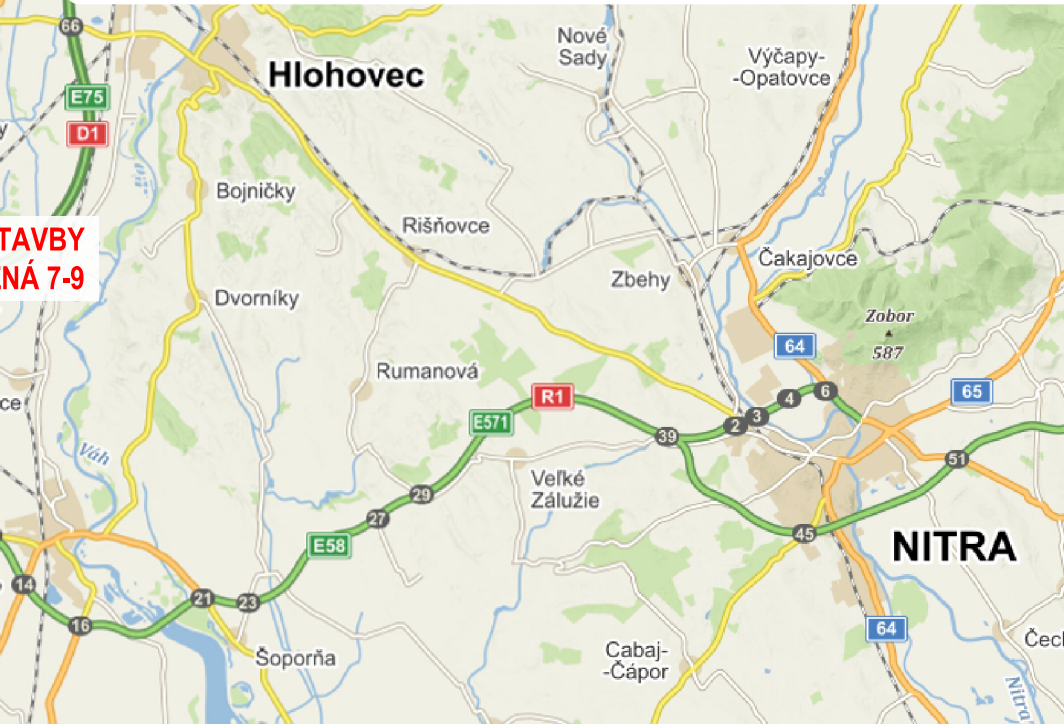 66
Hlohovec
Nové
Sady
Výčapy-
-Opatovce
E75
D1
Bojničky
Rišňovce
TAVBY
NÁ 7-9
Čakajovce
Zbehy
Dvorníky
Zobor
587
64
Rumanová
65
R1
E571
4
6
3
2
39
ce
Váh
51
Veľké
Zálužie
29
27
45
E58
NITRA
14
21
23
16
64
Šoporňa
Cabaj-
-Čápor
Čec
Nitra